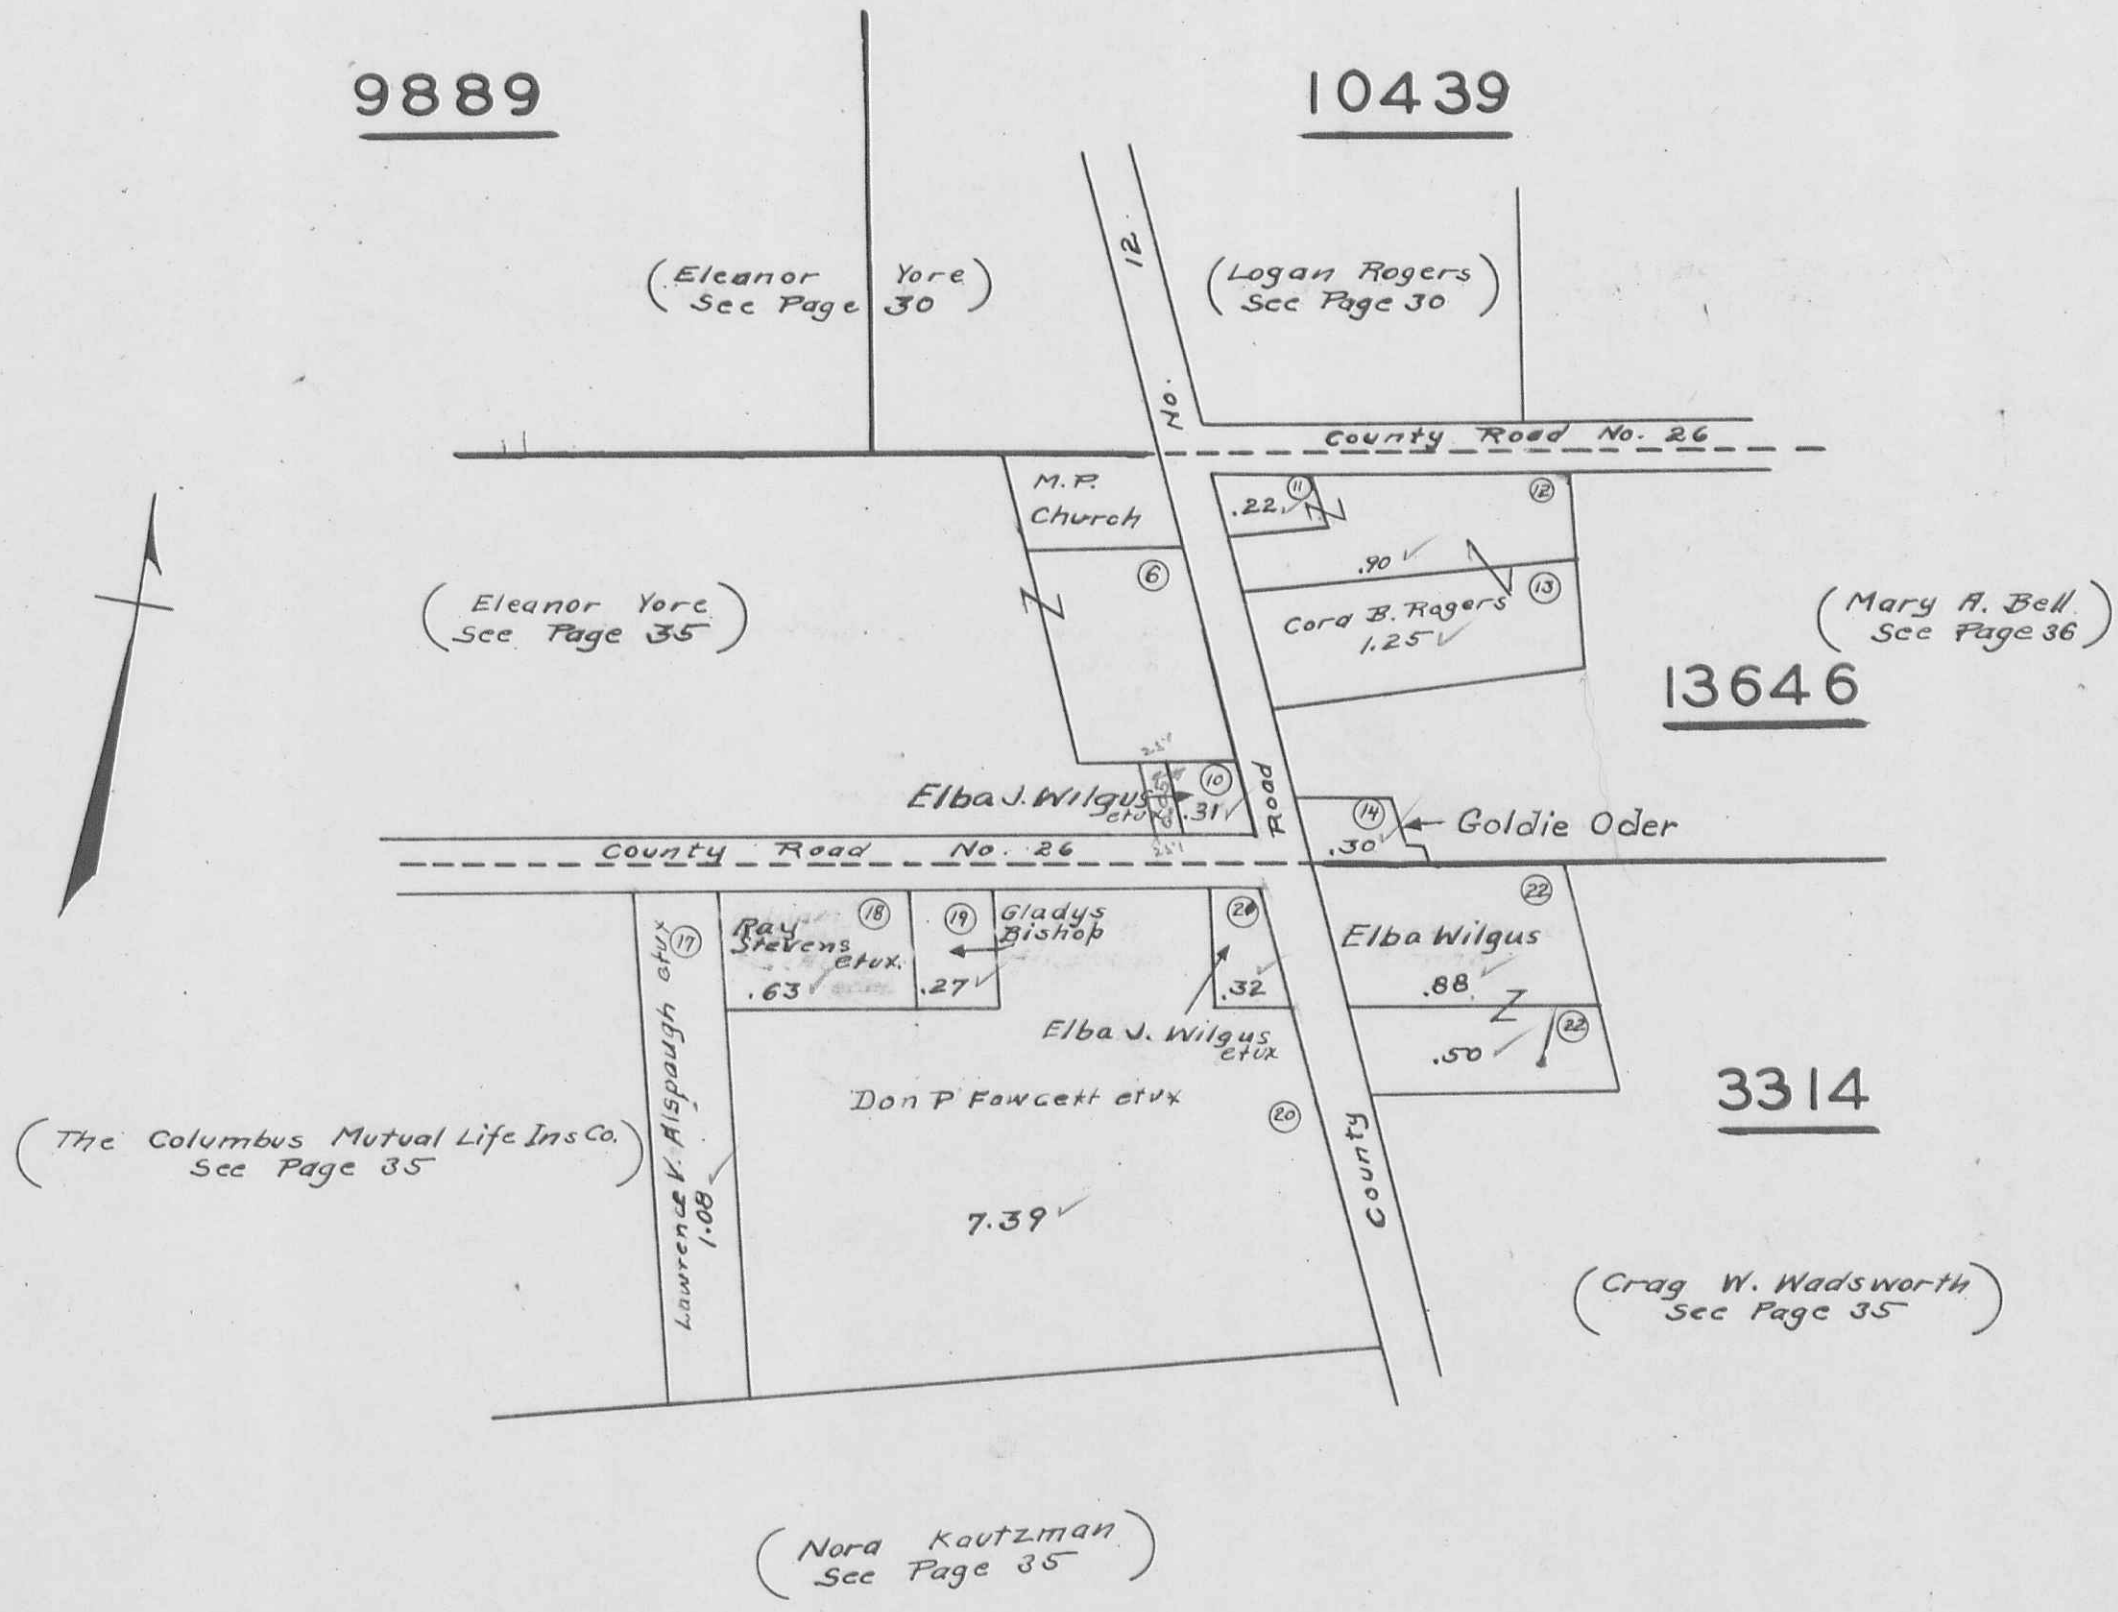 9889
10439
12
(Eleanor Yore)
See Page 30
(Logan Rogers)
See Page 30
No.
County Road No. 26
M.P.
Church
11
.22
12
.90
6
13
Cora B. Rogers
1.25
(Eleanor Yore)
See Page 35
(Mary A. Bell)
See Page 36
13646
Elba J. Wilgus
etux
10
.31
Road
14
.30
Goldie Oder
County Road No. 26
17
Lawrence V. Alspaugh etux
1.08
18
Ray
Stevens
etux.
.63
19
.27
Gladys
Bishop
.32
Elba J. Wilgus
etux
22
Elba Wilgus
.88
22
.50
Don P Fawcett etux
20
7.39
3314
County
(The Columbus Mutual Life Ins Co.)
See Page 35
(Crag W. Wadsworth)
See Page 35
(Nora Kautzman)
See Page 35